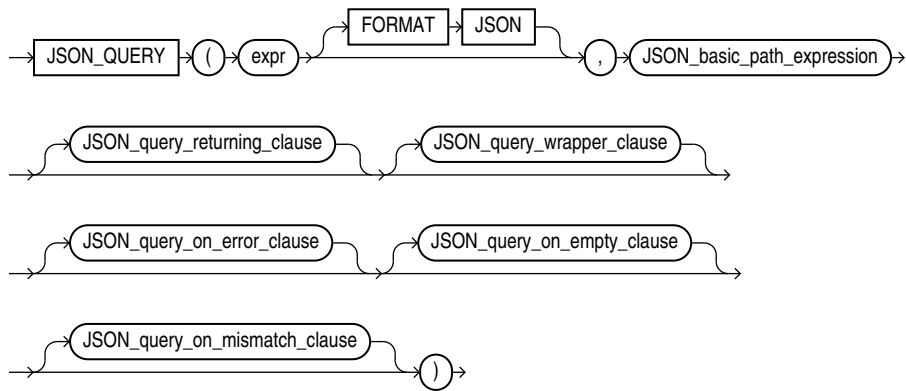 FORMAT JSON
JSON_QUERY ( expr , JSON_basic_path_expression
JSON_query_returning_clause JSON_query_wrapper_clause
JSON_query_on_error_clause JSON_query_on_empty_clause
JSON_query_on_mismatch_clause
)